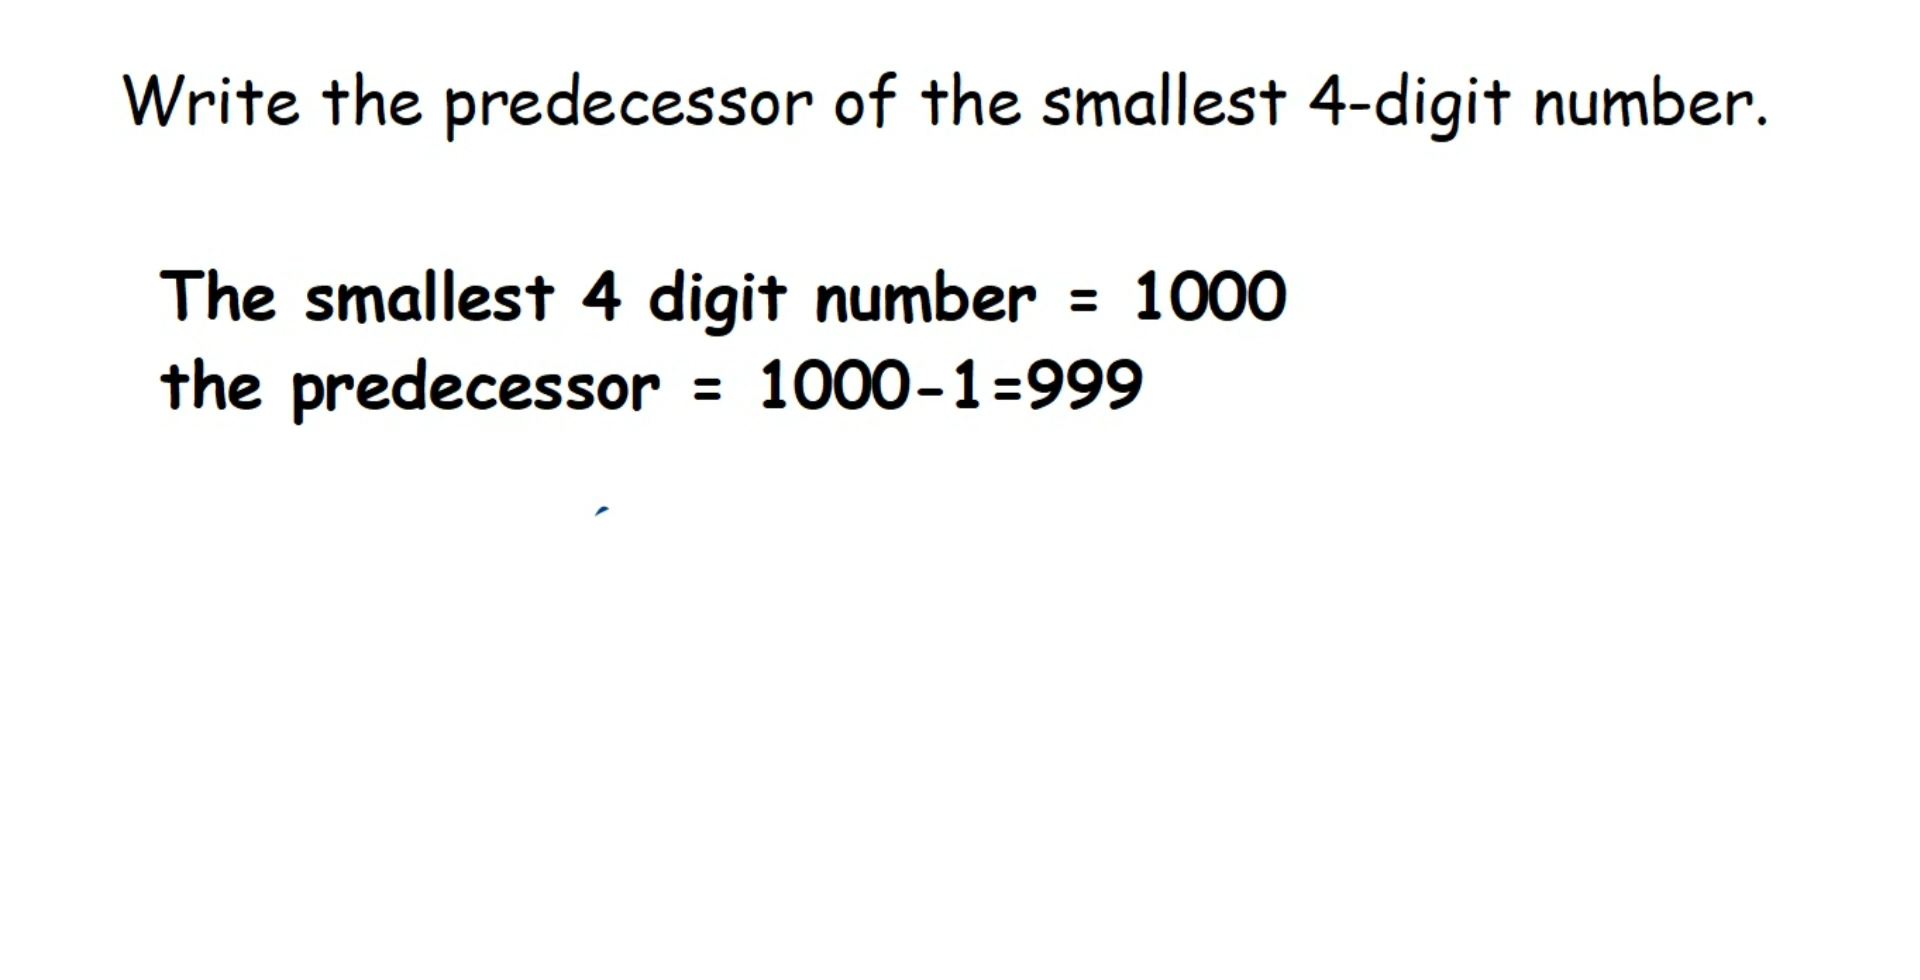 Write the predecessor of the smallest 4-digit number.
The smallest 4 digit number = 1000
the predecessor = 1000-1=999